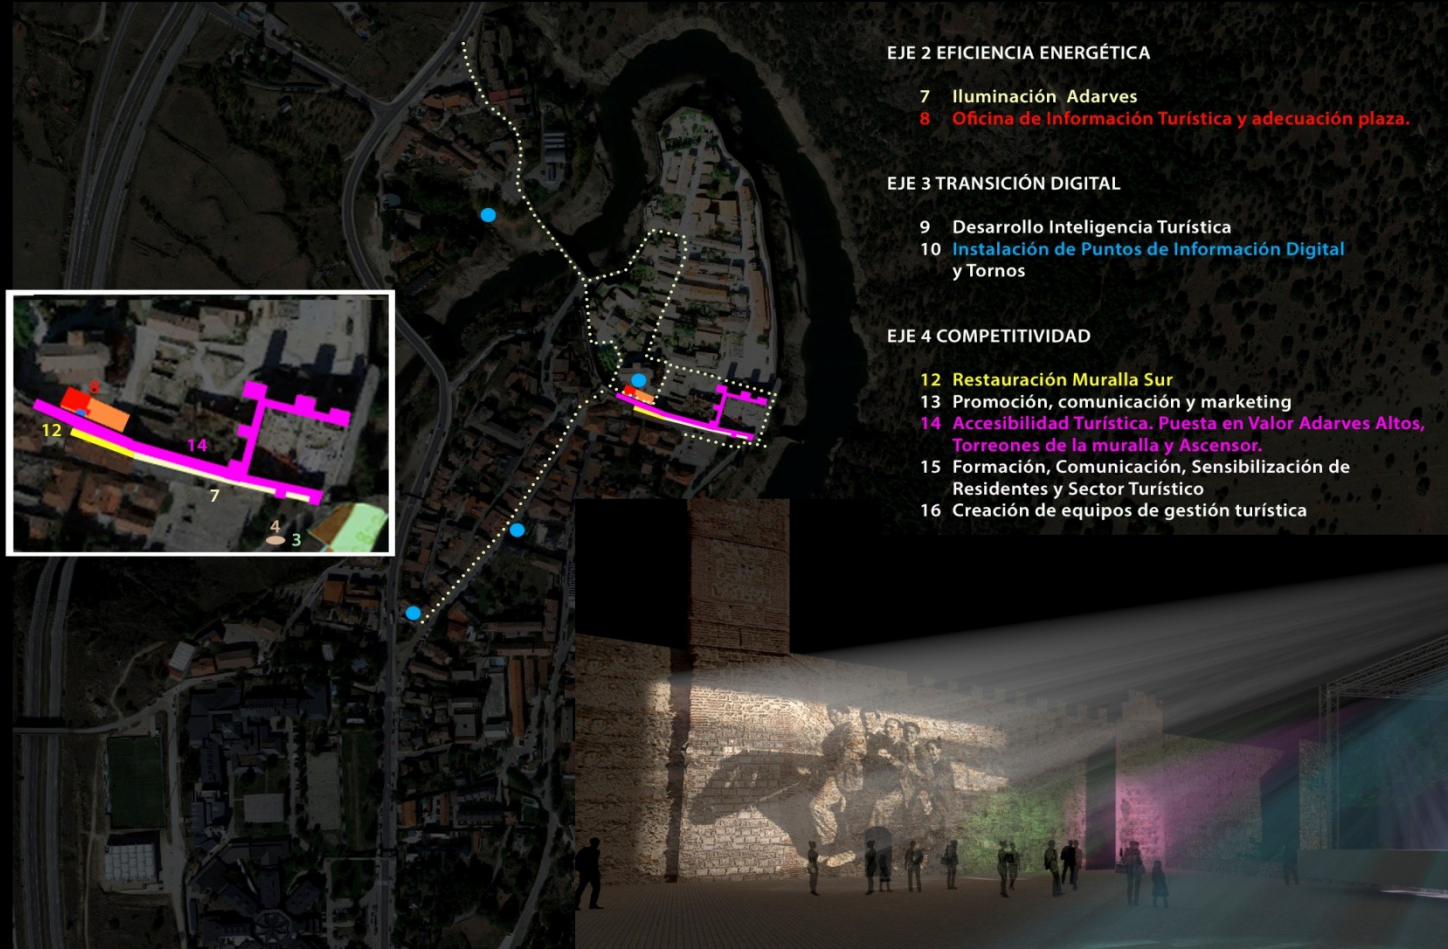 EJE 2 EFICIENCIA ENERGÉTICA
7 Iluminación Adarves
8 Oficina de Información Turística y adecuación plaza.
EJE 3 TRANSICIÓN DIGITAL
9 Desarrollo Inteligencia Turística
10 Instalación de Puntos de Información Digital
y Tornos
EJE 4 COMPETITIVIDAD
12 Restauración Muralla Sur
13 Promoción, comunicación y marketing
14 Accesibilidad Turística. Puesta en Valor Adarves Altos,
Torreones de la muralla y Ascensor.
15 Formación, Comunicación, Sensibilización de
Residentes y Sector Turístico
16 Creación de equipos de gestión turística
8
12
14
7
4
3